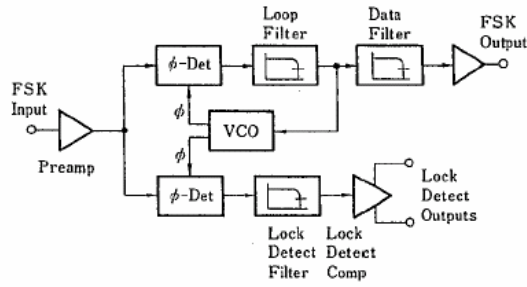 Loop
Filter
Data
Filter
FSK
Output
ϕ-Det
FSK
Input
ϕ
VCO
Preamp
ϕ
ϕ-Det
Lock
Detect
Outputs
Lock
Detect
Filter
Lock
Detect
Comp